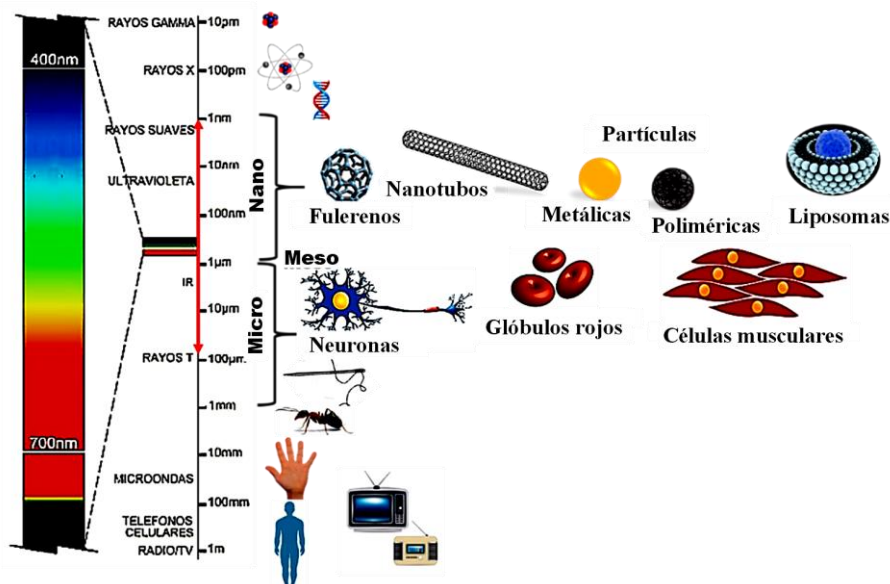 400nm
700nm
RAYOS GAMMA
10pm
RAYOS X
100pm
1nm
RAYOS SUAVES
10nm
ULTRAVIOLETA
100nm
1µm
IR
10µm
RAYOS T
100µm
1mm
10mm
MICROONDAS
100mm
TELEFONOS
CELULARES
RADIO/TV
1m
Nano
Meso
Micro
Fulerenos
Nanotubos
Partículas
Metálicas
Poliméricas
Liposomas
Neuronas
Glóbulos rojos
Células musculares